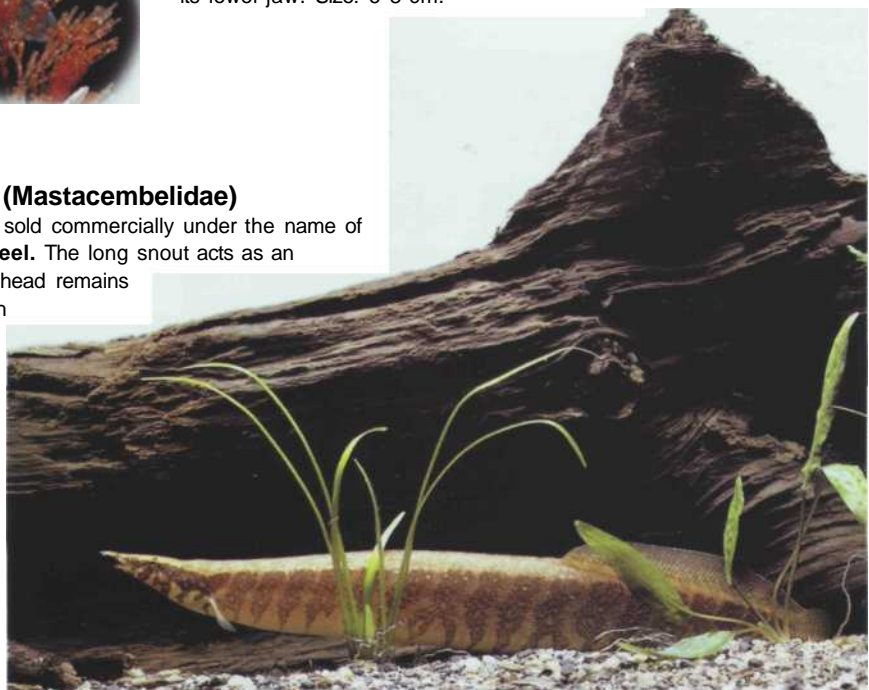 its lower jaw. Size: cm.
(Mastacembelidae)
sold commercially under the name of
eel. The long snout acts as an
head remains
n